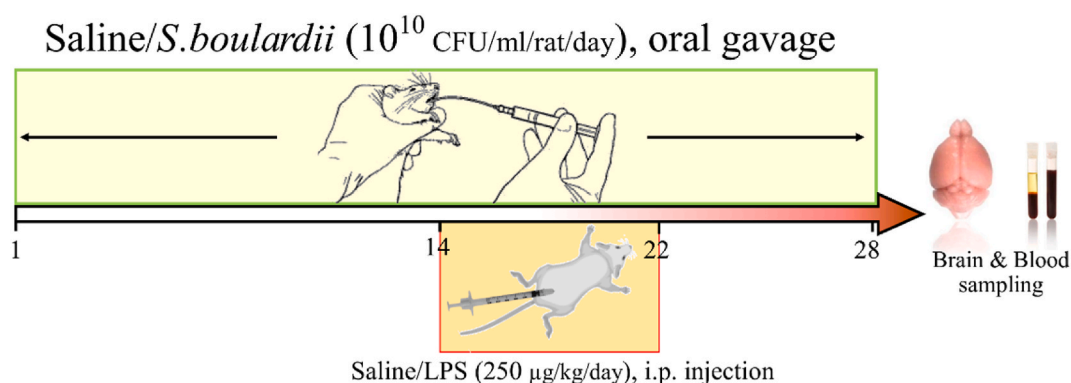 Saline/S.boulardii (10¹⁰ CFU/ml/rat/day), oral gavage
1
14
22
28
Brain & Blood
sampling
Saline/LPS (250 µg/kg/day), i.p. injection